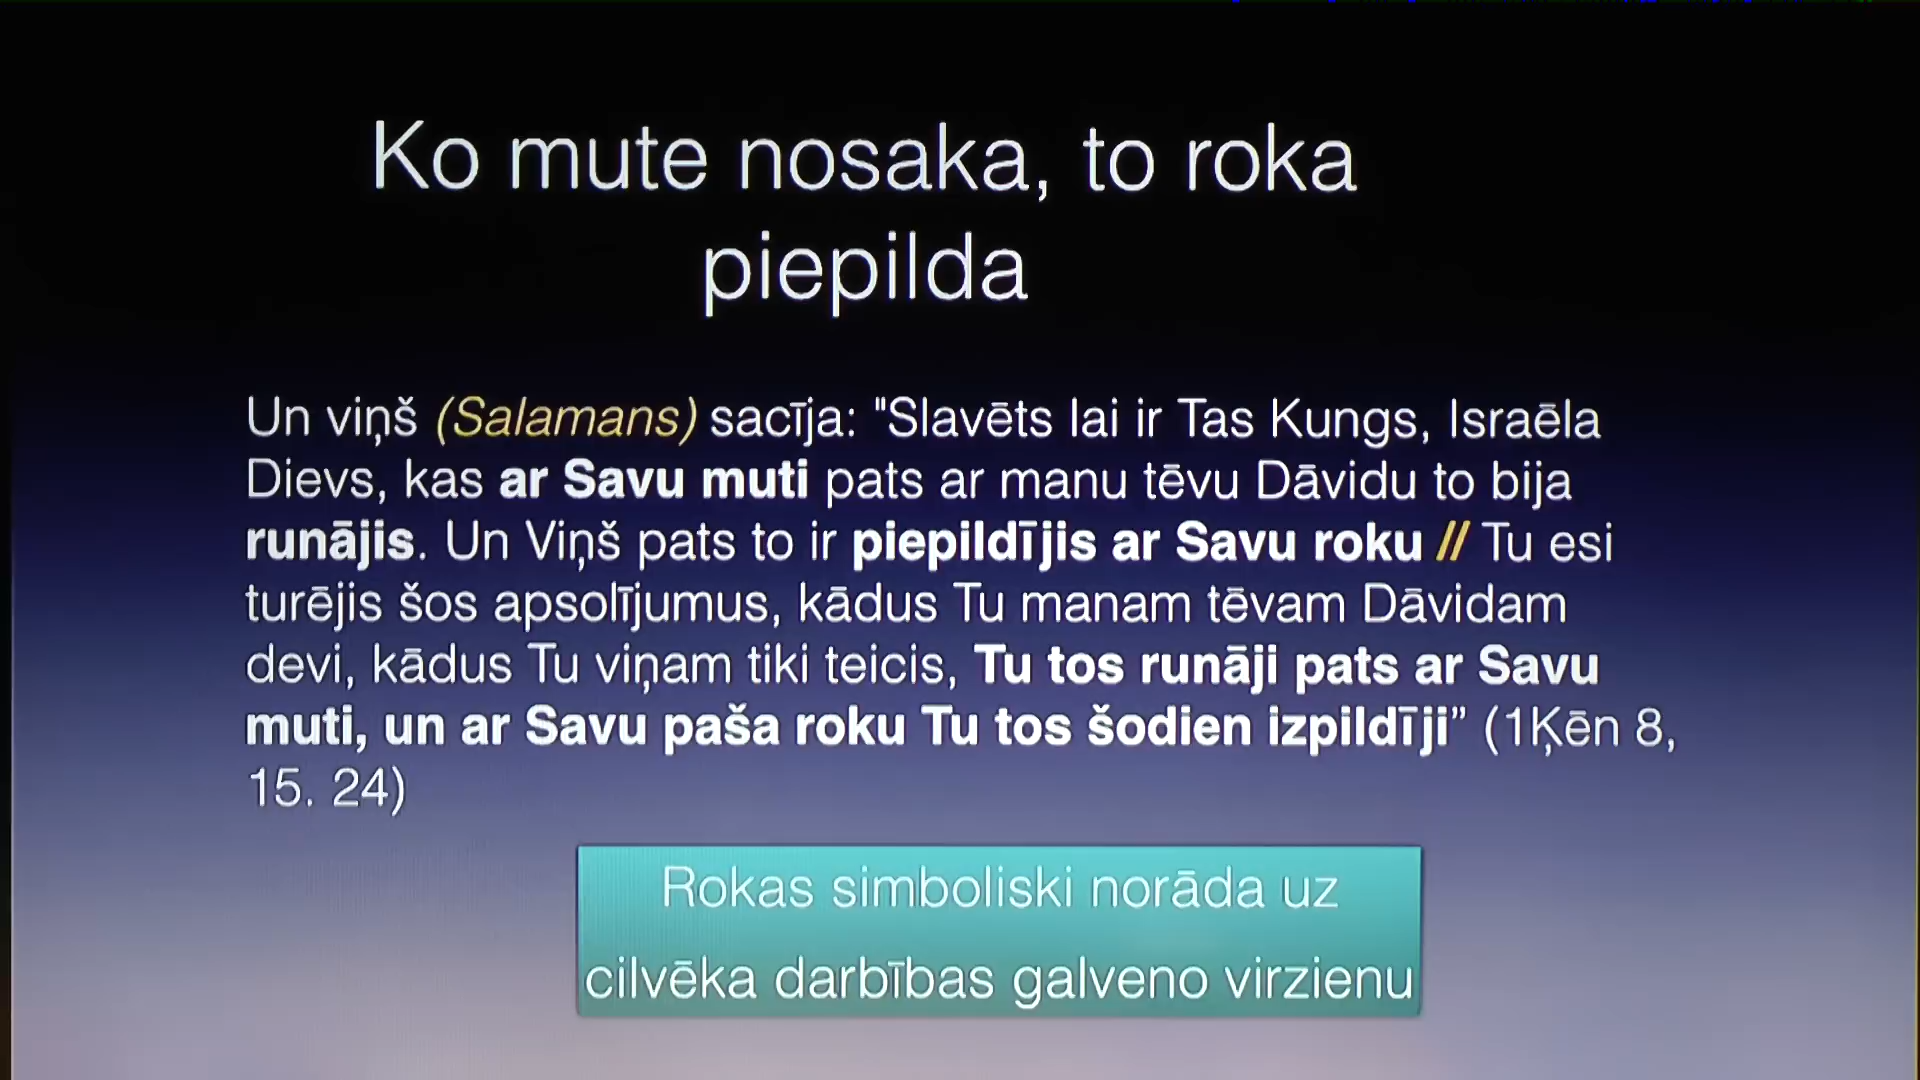 Ko mute nosaka, to roka
piepilda
Un viņš (Salamans) sacīja: "Slavēts lai ir Tas Kungs, Israēla
Dievs, kas ar Savu muti pats ar manu tēvu Dāvidu to bija
runājis. Un Viņš pats to ir piepildījis ar Savu roku // Tu esi
turējis šos apsolījumus, kādus Tu manam tēvam Dāvidam
devi, kādus Tu viņam tiki teicis, Tu tos runāji pats ar Savu
muti, un ar Savu paša roku Tu tos šodien izpildīji” (1Ķēn 8,
15. 24)
Rokas simboliski norāda uz
cilvēka darbības galveno virzienu